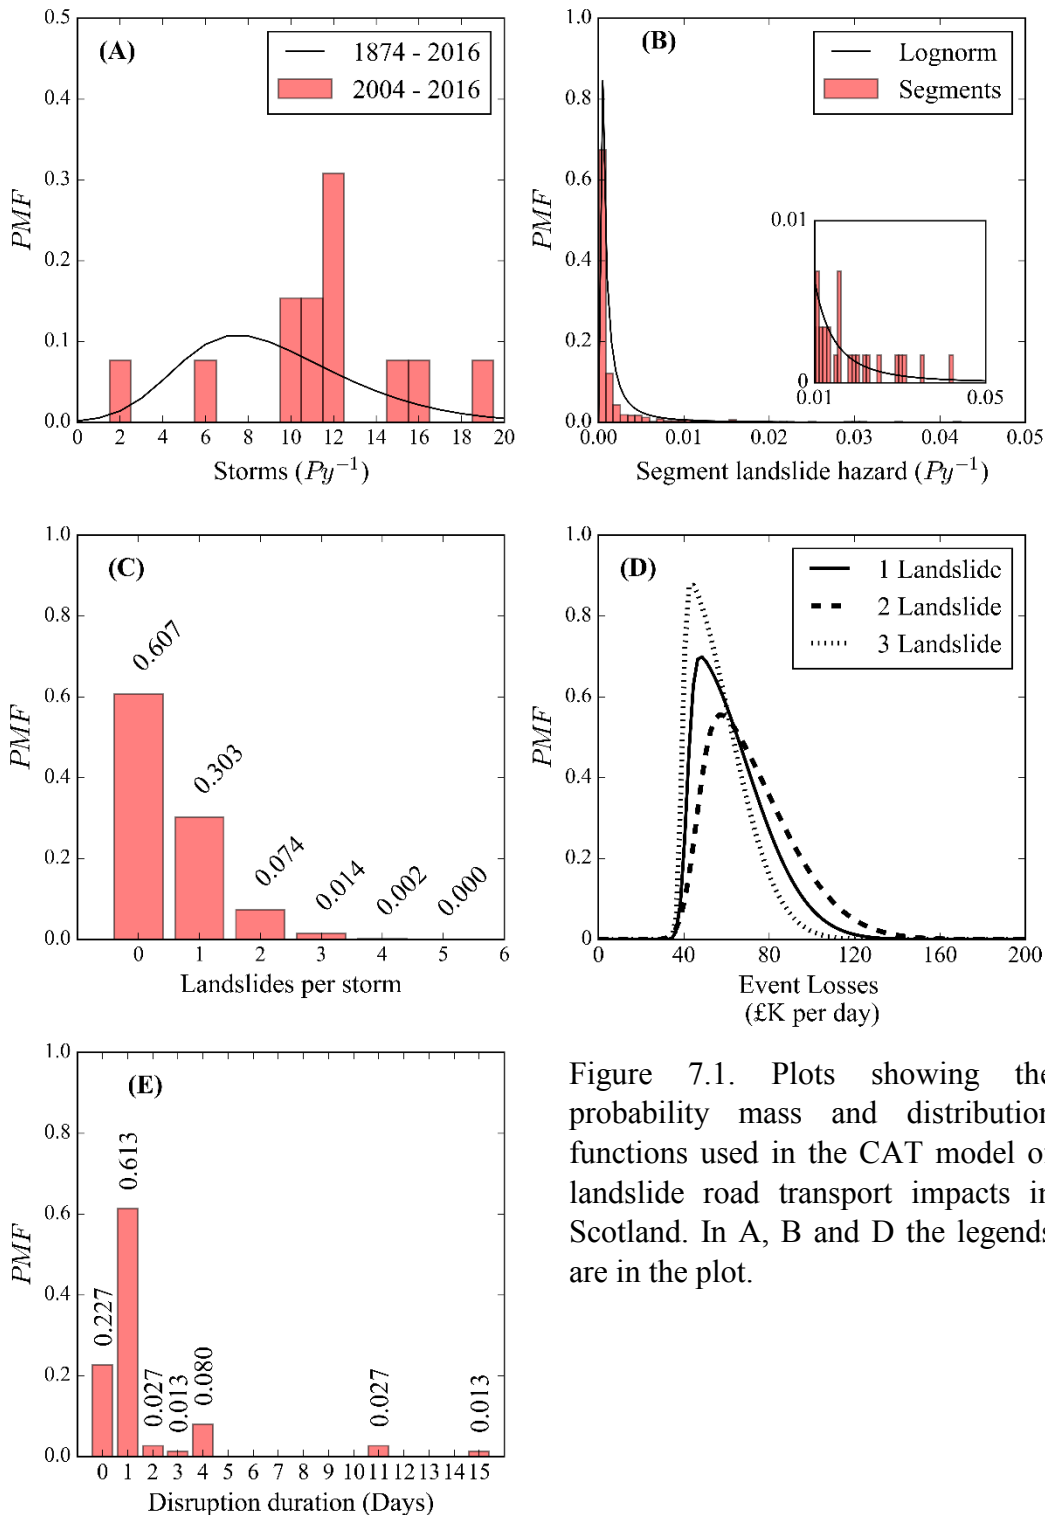 0.5
0.4
0.3
0.2
0.1
0.0
PMF
(A)
1874 - 2016
2004 - 2016
0 2 4 6 8 10 12 14 16 18 20
Storms (Py⁻¹)
1.0
0.8
0.6
0.4
0.2
0.0
PMF
(B)
Lognorm
Segments
0.01
0
0.01 0.05
0.00 0.01 0.02 0.03 0.04 0.05
Segment landslide hazard (Py⁻¹)
1.0
0.8
0.6
0.4
0.2
0.0
PMF
(C)
0.607
0.303
0.074
0.014
0.002
0.000
0 1 2 3 4 5 6
Landslides per storm
1.0
0.8
0.6
0.4
0.2
0
PMF
(D)
1 Landslide
2 Landslide
3 Landslide
0 40 80 120 160 200
Event Losses
(£K per day)
1.0
0.8
0.6
0.4
0.2
0.0
PMF
(E)
0.227
0.613
0.027
0.013
0.080
0.027
0.013
0 1 2 3 4 5 6 7 8 9 10 11 12 13 14 15
Disruption duration (Days)
Figure 7.1. Plots showing the
probability mass and distribution
functions used in the CAT model of
landslide road transport impacts in
Scotland. In A, B and D the legends
are in the plot.